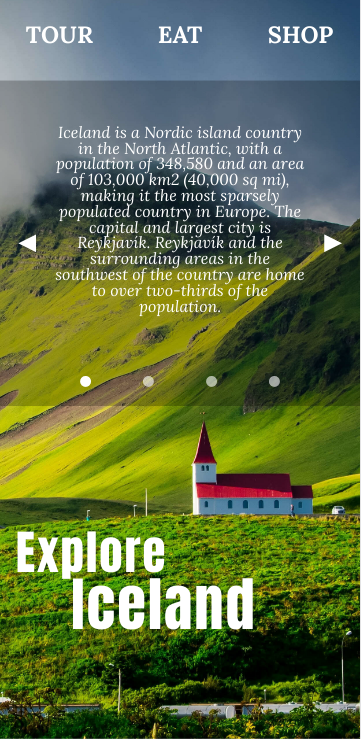 TOUR EAT SHOP
Iceland is a Nordic island country
in the North Atlantic, with a
population of 348,580 and an area
of 103,000 km2 (40,000 sq mi),
making it the most sparsely
populated country in Europe. The
capital and largest city is
Reykjavík. Reykjavík and the
surrounding areas in the
southwest of the country are home
to over two-thirds of the
population.
Explore
Iceland